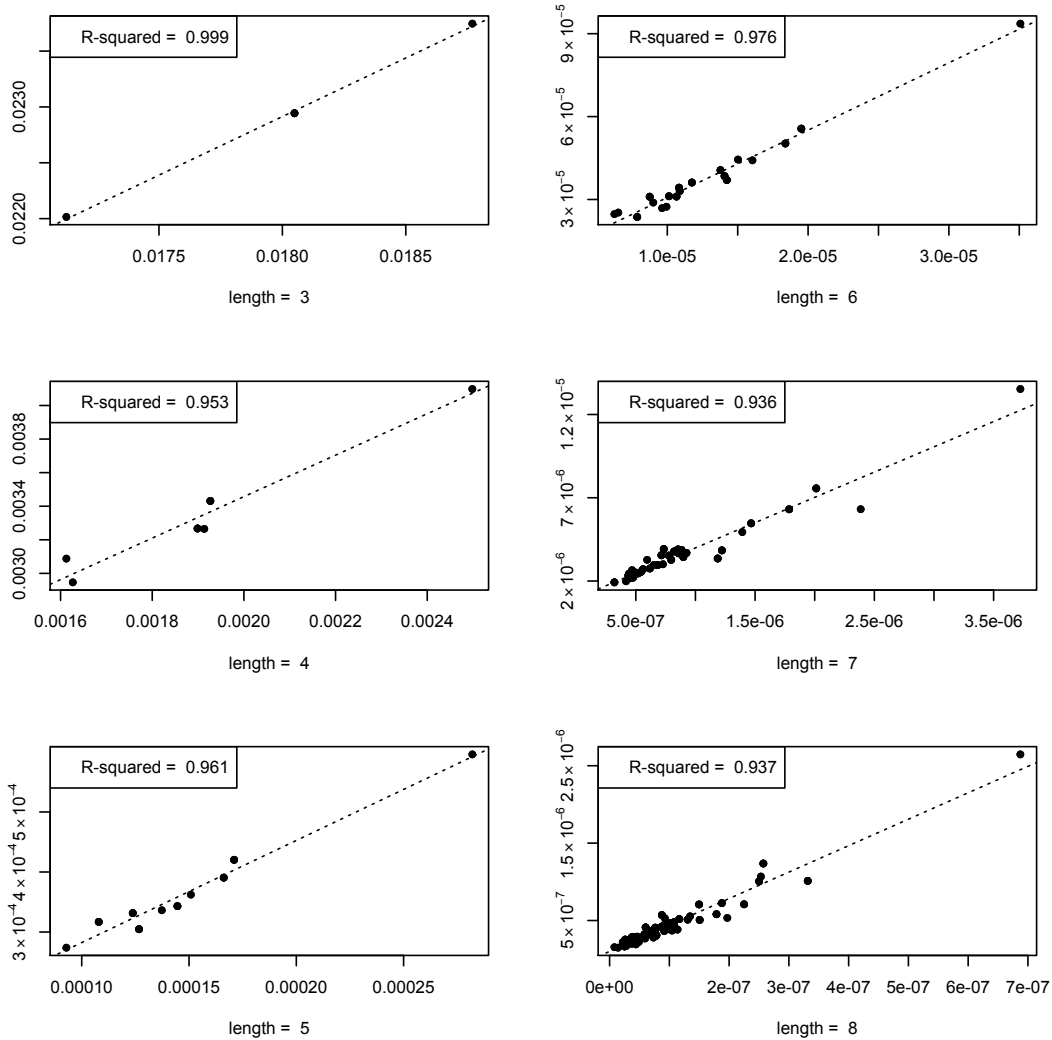 R-squared = 0.999
0.0220
0.0230
0.0175
0.0180
0.0185
length = 3
R-squared = 0.976
3 × 10⁻⁵
6 × 10⁻⁵
9 × 10⁻⁵
1.0e-05
2.0e-05
3.0e-05
length = 6
R-squared = 0.953
0.0030
0.0034
0.0038
0.0016
0.0018
0.0020
0.0022
0.0024
length = 4
R-squared = 0.936
2 × 10⁻⁶
7 × 10⁻⁶
1.2 × 10⁻⁵
5.0e-07
1.5e-06
2.5e-06
3.5e-06
length = 7
R-squared = 0.961
3 × 10⁻⁴
4 × 10⁻⁴
5 × 10⁻⁴
0.00010
0.00015
0.00020
0.00025
length = 5
R-squared = 0.937
5 × 10⁻⁷
1.5 × 10⁻⁶
2.5 × 10⁻⁶
0e+00
2e-07
3e-07
4e-07
5e-07
6e-07
7e-07
length = 8